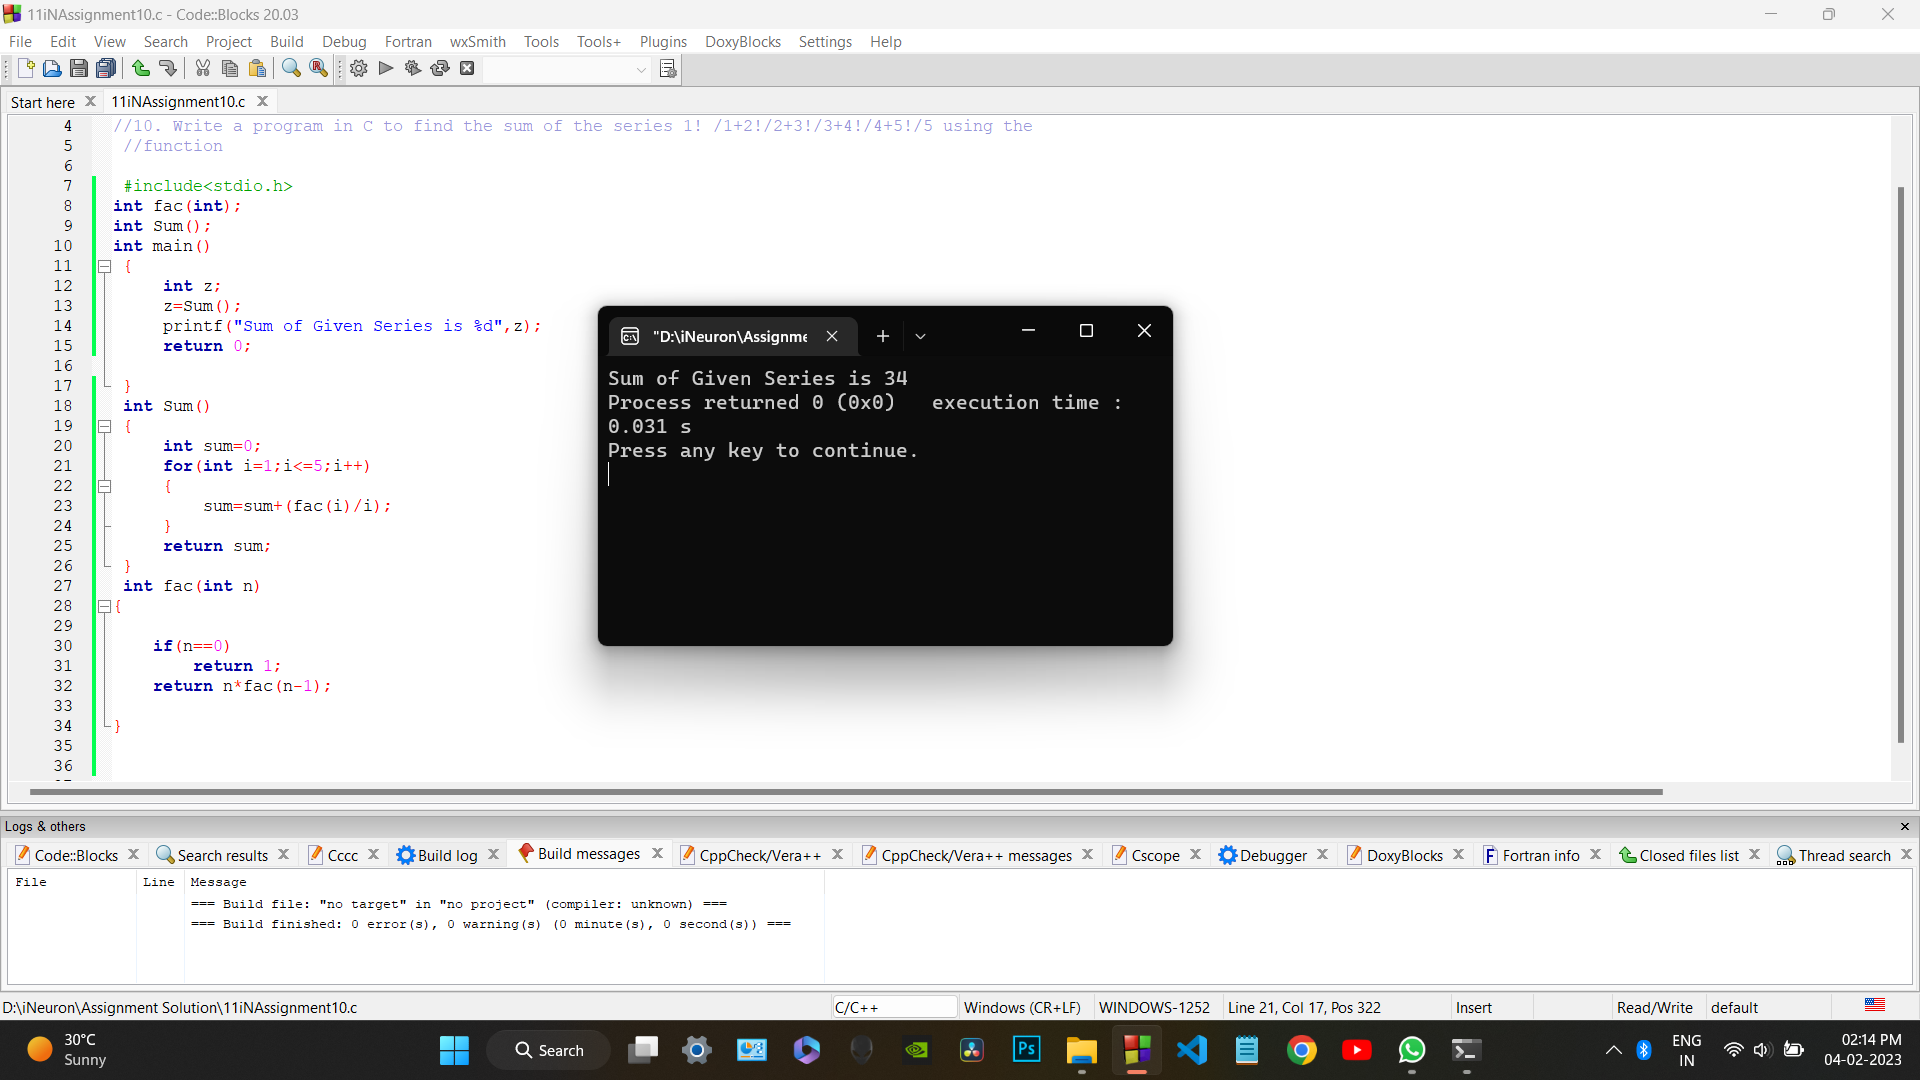 11iNAssignment10.c - Code::Blocks 20.03
File Edit View Search Project Build Debug Fortran wxSmith Tools Tools+ Plugins DoxyBlocks Settings Help
Start here 11iNAssignment10.c
4 //10. Write a program in C to find the sum of the series 1! /1+2!/2+3!/3+4!/4+5!/5 using the
5 //function
6
7 #include<stdio.h>
8 int fac(int);
9 int Sum();
10 int main()
11 {
12 int z;
13 z=Sum();
14 printf("Sum of Given Series is %d",z);
15 return 0;
16
17 }
18 int Sum()
19 {
20 int sum=0;
21 for(int i=1;i<=5;i++)
22 {
23 sum=sum+(fac(i)/i);
24 }
25 return sum;
26 }
27 int fac(int n)
28 {
29
30 if(n==0)
31 return 1;
32 return n*fac(n-1);
33
34 }
35
36
"D:\iNeuron\Assignme
Sum of Given Series is 34
Process returned 0 (0x0) execution time :
0.031 s
Press any key to continue.
Logs & others
Code::Blocks Search results Cccc Build log Build messages CppCheck/Vera++ CppCheck/Vera++ messages Cscope Debugger DoxyBlocks Fortran info Closed files list Thread search
File Line Message
=== Build file: "no target" in "no project" (compiler: unknown) ===
=== Build finished: 0 error(s), 0 warning(s) (0 minute(s), 0 second(s)) ===
D:\iNeuron\Assignment Solution\11iNAssignment10.c C/C++ Windows (CR+LF) WINDOWS-1252 Line 21, Col 17, Pos 322 Insert Read/Write default
30°C
Sunny
Search
Ps
ENG
IN
02:14 PM
04-02-2023